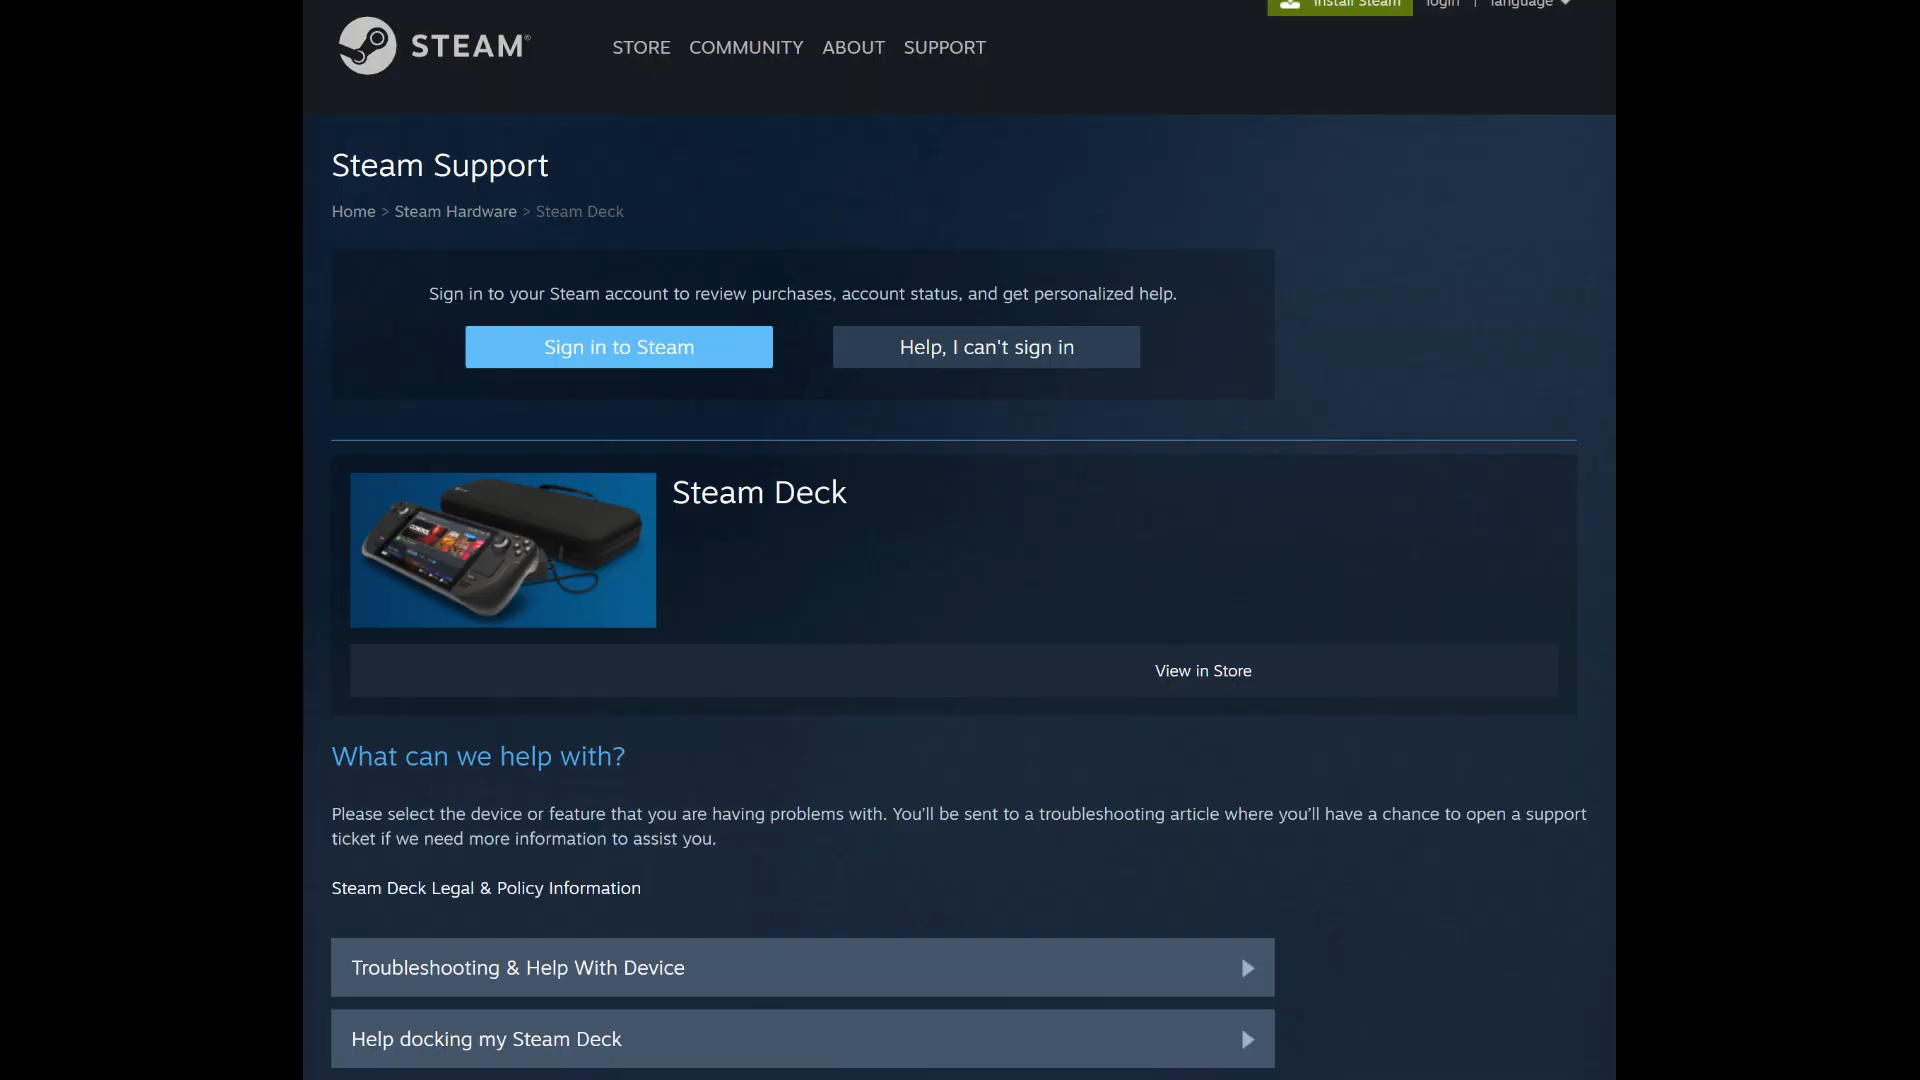 Install Steam login | language
STEAM®
STORE COMMUNITY ABOUT SUPPORT
Steam Support
Home > Steam Hardware > Steam Deck
Sign in to your Steam account to review purchases, account status, and get personalized help.
Sign in to Steam
Help, I can't sign in
Steam Deck
View in Store
What can we help with?
Please select the device or feature that you are having problems with. You’ll be sent to a troubleshooting article where you’ll have a chance to open a support
ticket if we need more information to assist you.
Steam Deck Legal & Policy Information
Troubleshooting & Help With Device
Help docking my Steam Deck